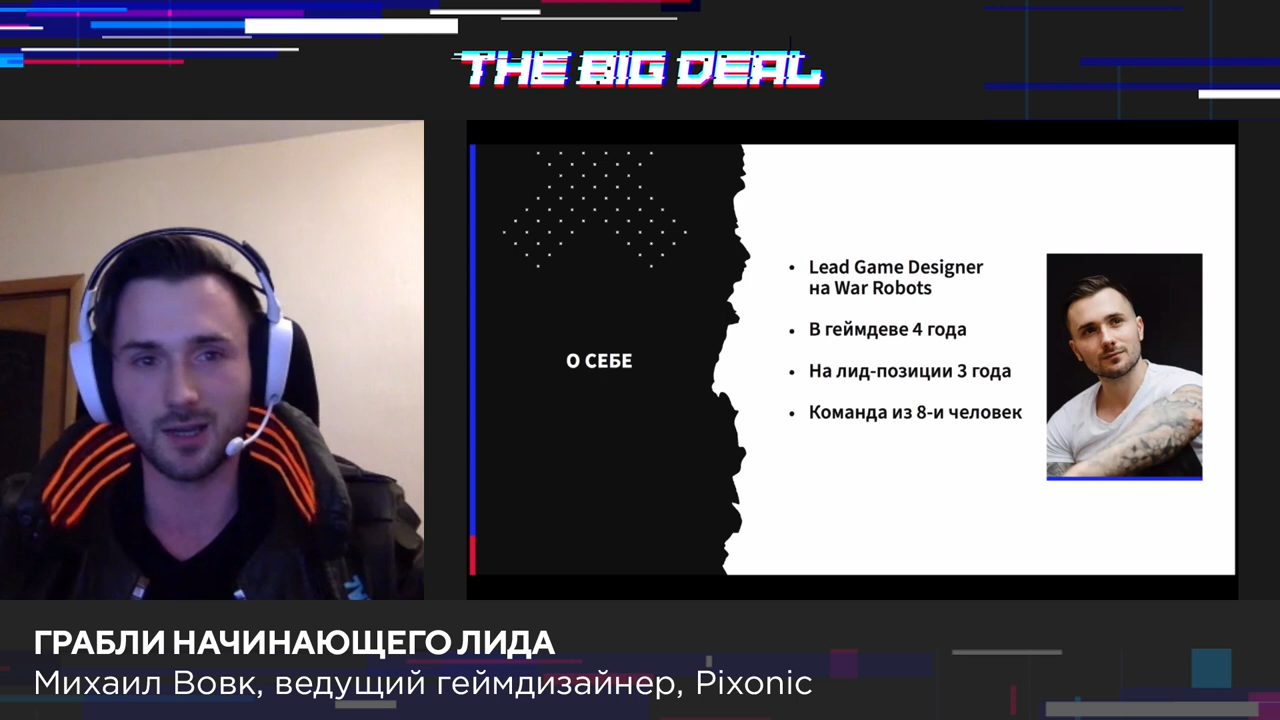 THE BIG DEAL
О СЕБЕ
• Lead Game Designer
на War Robots
• В геймдеве 4 года
• На лид-позиции 3 года
• Команда из 8-и человек
ГРАБЛИ НАЧИНАЮЩЕГО ЛИДА
Михаил Вовк, ведущий геймдизайнер, Pixonic